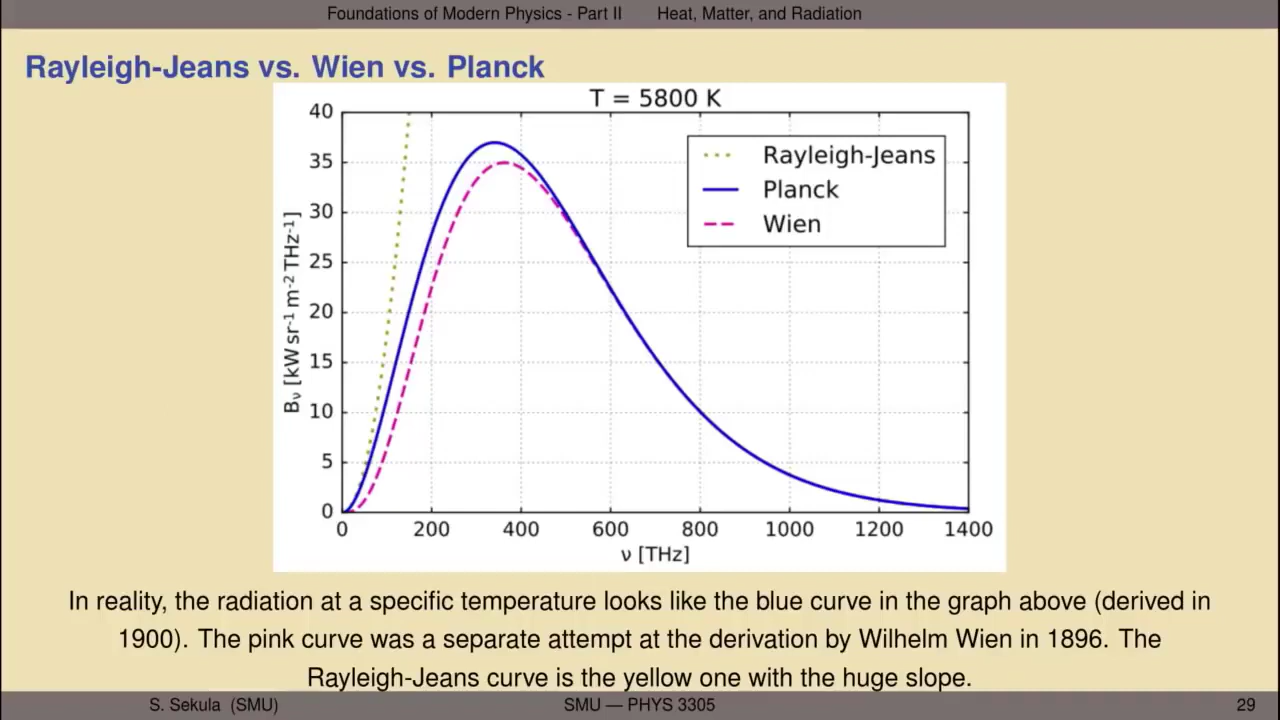 Foundations of Modern Physics - Part II Heat, Matter, and Radiation
Rayleigh-Jeans vs. Wien vs. Planck
T = 5800 K
40
35
30
25
20
15
10
5
0
Bν [kW sr-1 m-2 THz-1]
Rayleigh-Jeans
Planck
Wien
0 200 400 600 800 1000 1200 1400
ν [THz]
In reality, the radiation at a specific temperature looks like the blue curve in the graph above (derived in
1900). The pink curve was a separate attempt at the derivation by Wilhelm Wien in 1896. The
Rayleigh-Jeans curve is the yellow one with the huge slope.
S. Sekula (SMU) SMU — PHYS 3305 29